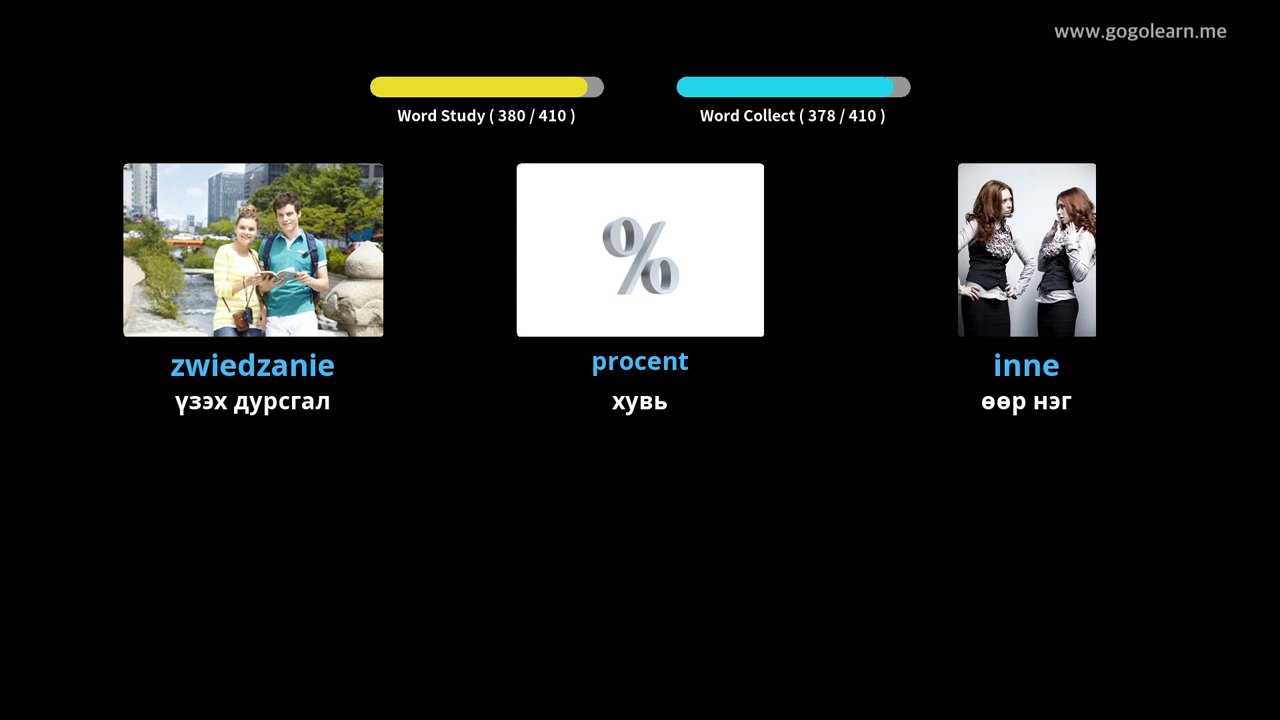 www.gogolearn.me
Word Study ( 380 / 410 )
Word Collect ( 378 / 410 )
%
zwiedzanie
procent
inne
үзэх дурсгал
хувь
өөр нэг